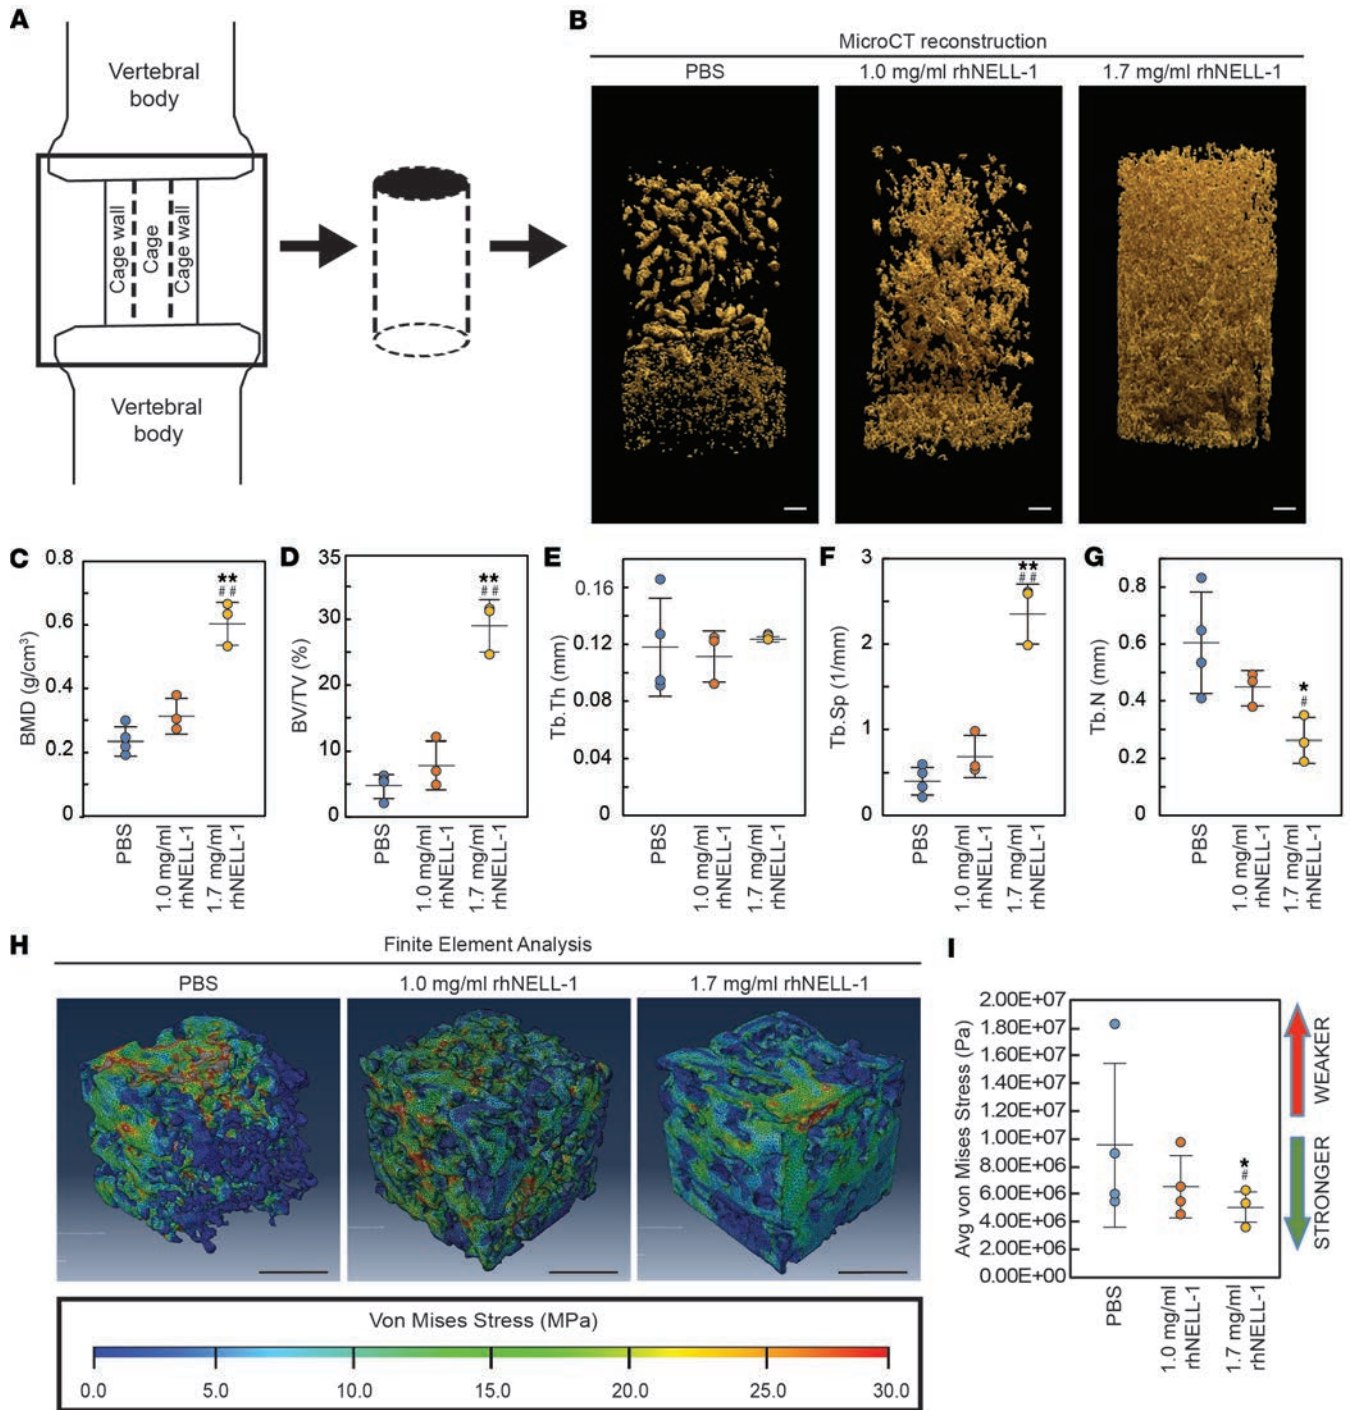 A
Vertebral
body
Cage wall
Cage
Cage wall
Vertebral
body
B
MicroCT reconstruction
PBS
1.0 mg/ml rhNELL-1
1.7 mg/ml rhNELL-1
C
BMD (g/cm³)
0.8
0.6
0.4
0.2
0
**
##
PBS
1.0 mg/ml
rhNELL-1
1.7 mg/ml
rhNELL-1
D
BV/TV (%)
35
30
20
10
0
**
##
PBS
1.0 mg/ml
rhNELL-1
1.7 mg/ml
rhNELL-1
E
Tb.Th (mm)
0.16
0.12
0.08
0.04
0
PBS
1.0 mg/ml
rhNELL-1
1.7 mg/ml
rhNELL-1
F
Tb.Sp (1/mm)
3
2
1
0
**
##
PBS
1.0 mg/ml
rhNELL-1
1.7 mg/ml
rhNELL-1
G
Tb.N (mm)
0.8
0.6
0.4
0.2
0
*
#
PBS
1.0 mg/ml
rhNELL-1
1.7 mg/ml
rhNELL-1
H
Finite Element Analysis
PBS
1.0 mg/ml rhNELL-1
1.7 mg/ml rhNELL-1
Von Mises Stress (MPa)
0.0 5.0 10.0 15.0 20.0 25.0 30.0
I
Avg von Mises Stress (Pa)
2.00E+07
1.80E+07
1.60E+07
1.40E+07
1.20E+07
1.00E+07
8.00E+06
6.00E+06
4.00E+06
2.00E+06
0.00E+00
*
#
PBS
1.0 mg/ml
rhNELL-1
1.7 mg/ml
rhNELL-1
WEAKER
STRONGER